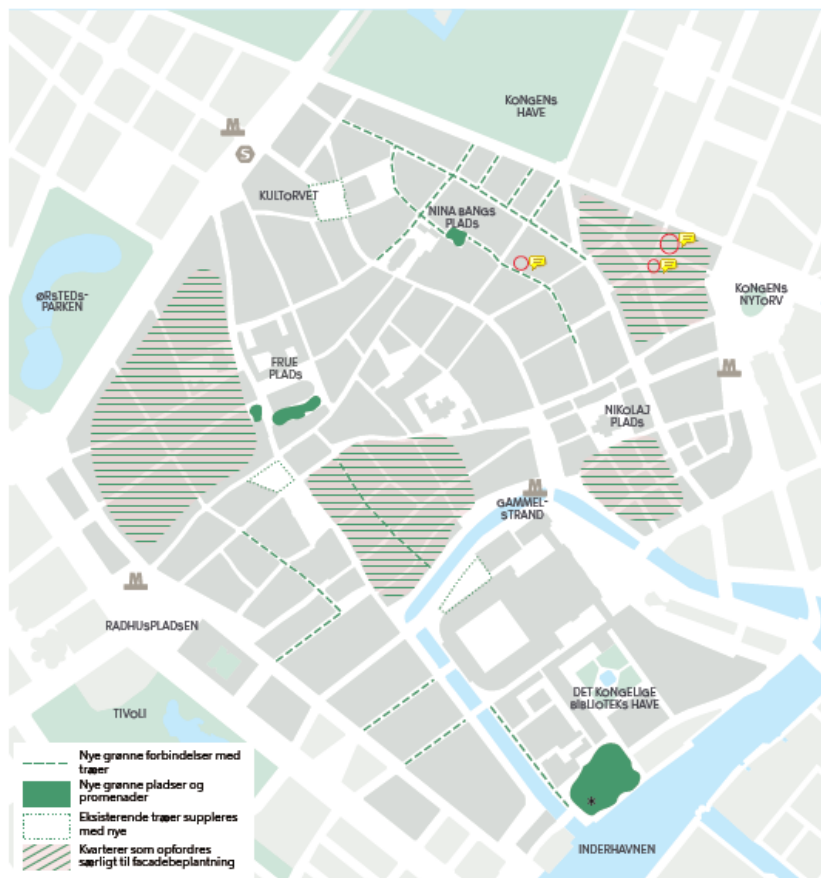 KONGENS
HAVE
M
S
KULTORVET
NINA BANGS
PLADS
ØRSTEDS-
PARKEN
KONGENS
NYTORV
FRUE
PLADS
M
NIKOLAJ
PLADS
M
GAMMEL-
STRAND
M
RADHUSPLADSEN
DET KONGELIGE
BIBLIOTEKS HAVE
TIVOLI
INDERHAVNEN
Nye grønne forbindelser med
træer
Nye grønne pladser og
promenader
Eksisterende træer suppleres
med nye
Kvarterer som opfordres
særligt til facadebeplantning